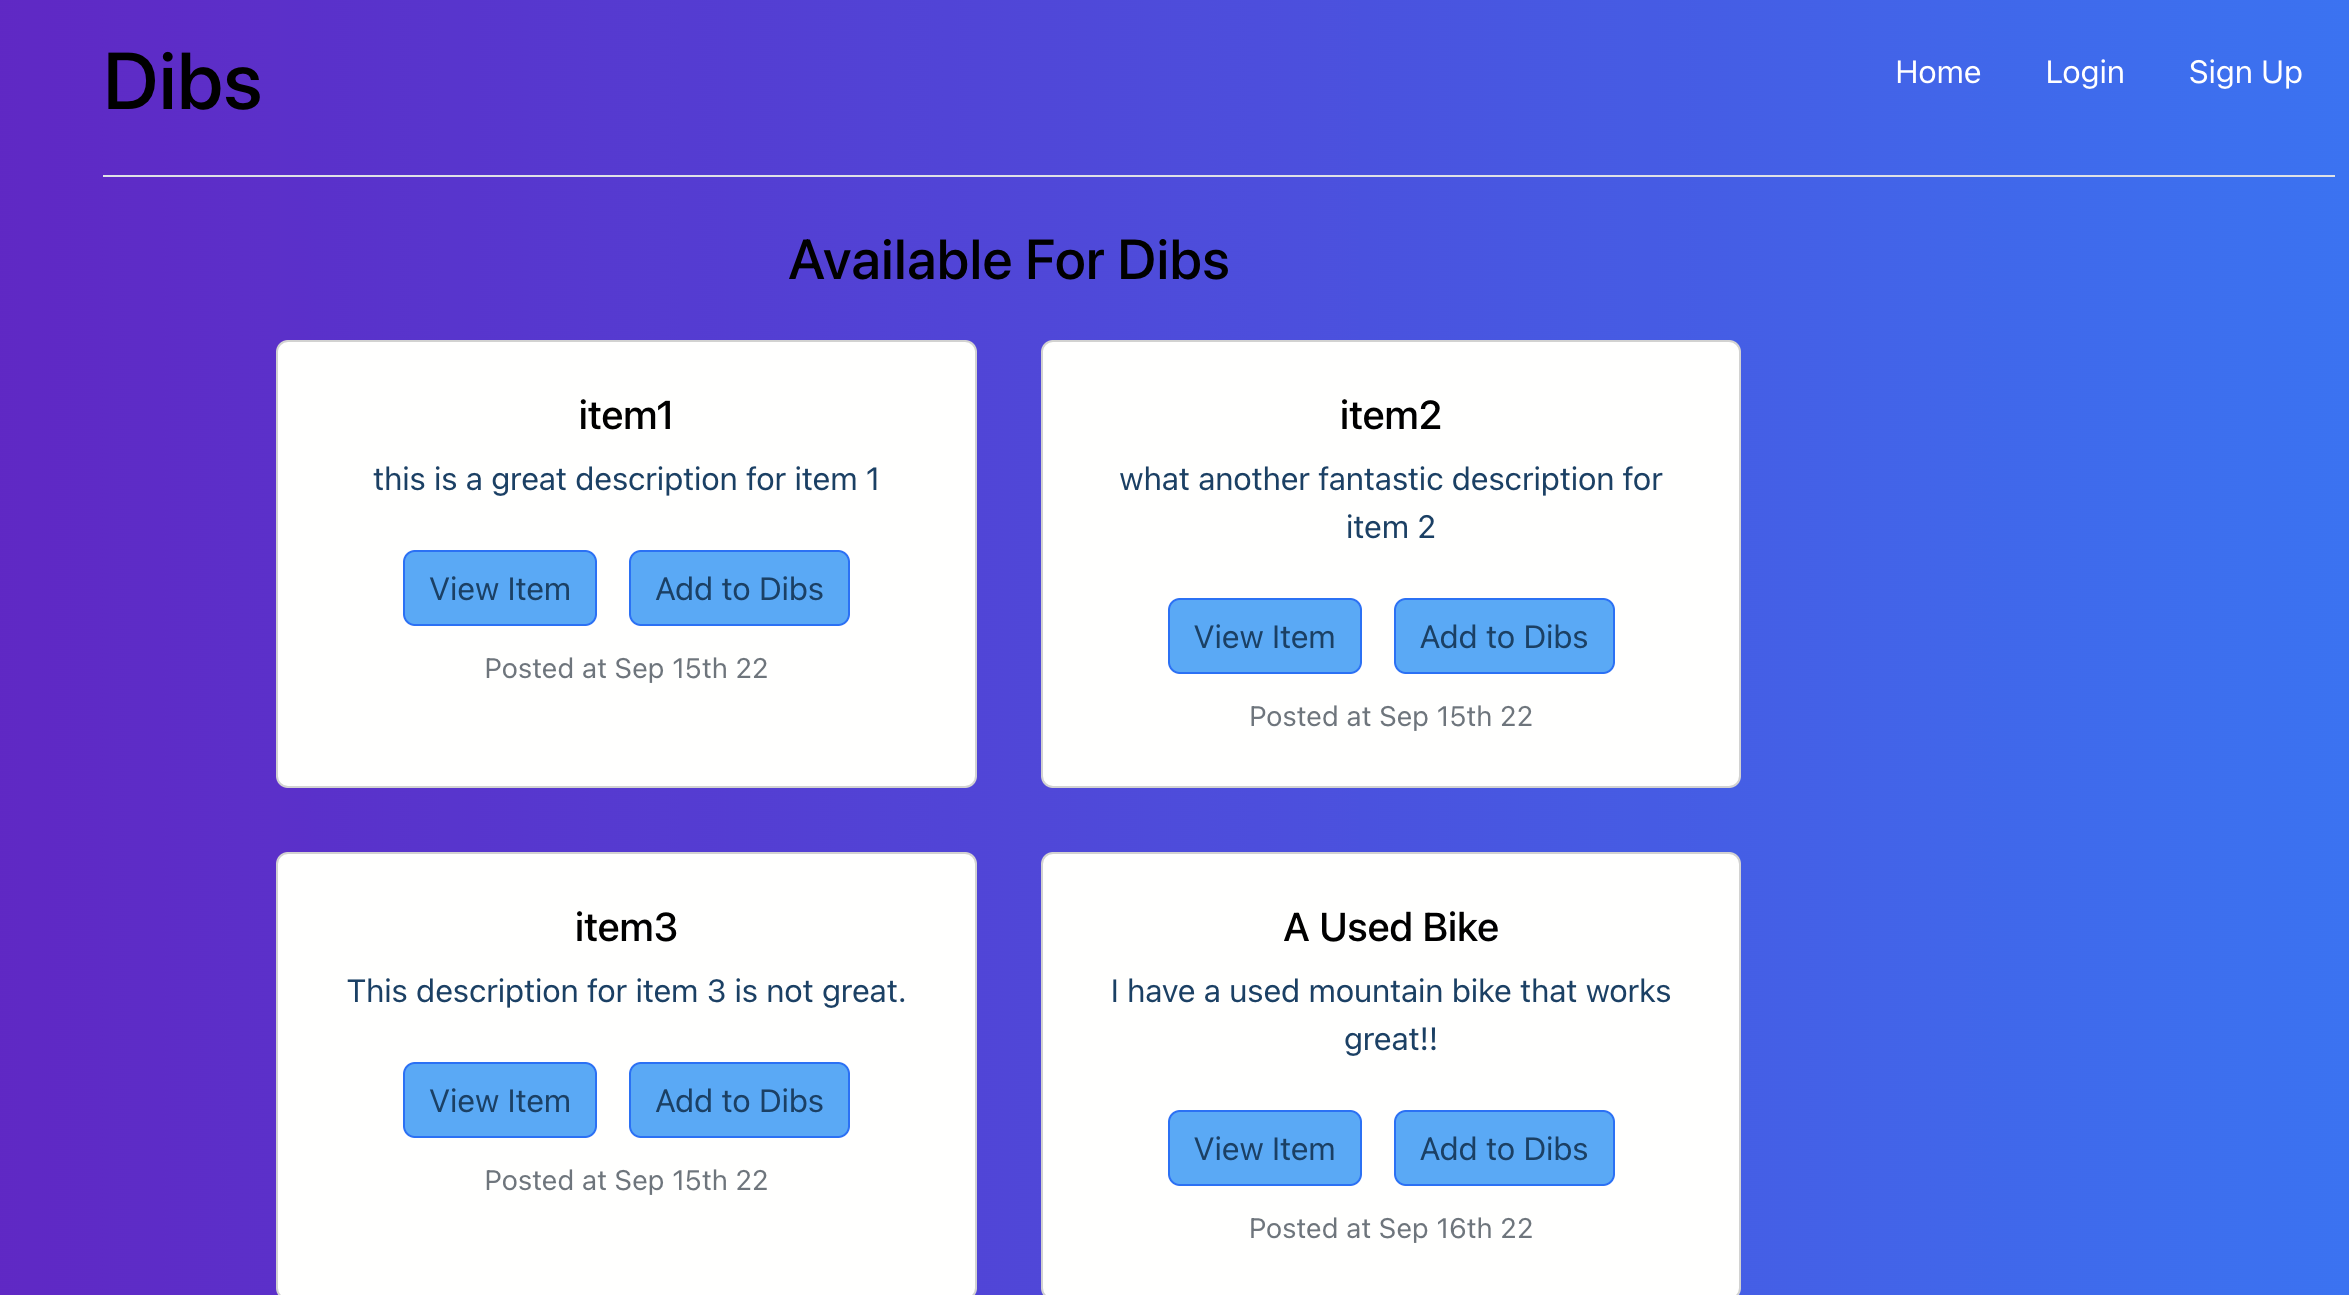 Dibs
Home Login Sign Up
Available For Dibs
item1
this is a great description for item 1
View Item Add to Dibs
Posted at Sep 15th 22
item2
what another fantastic description for
item 2
View Item Add to Dibs
Posted at Sep 15th 22
item3
This description for item 3 is not great.
View Item Add to Dibs
Posted at Sep 15th 22
A Used Bike
I have a used mountain bike that works
great!!
View Item Add to Dibs
Posted at Sep 16th 22